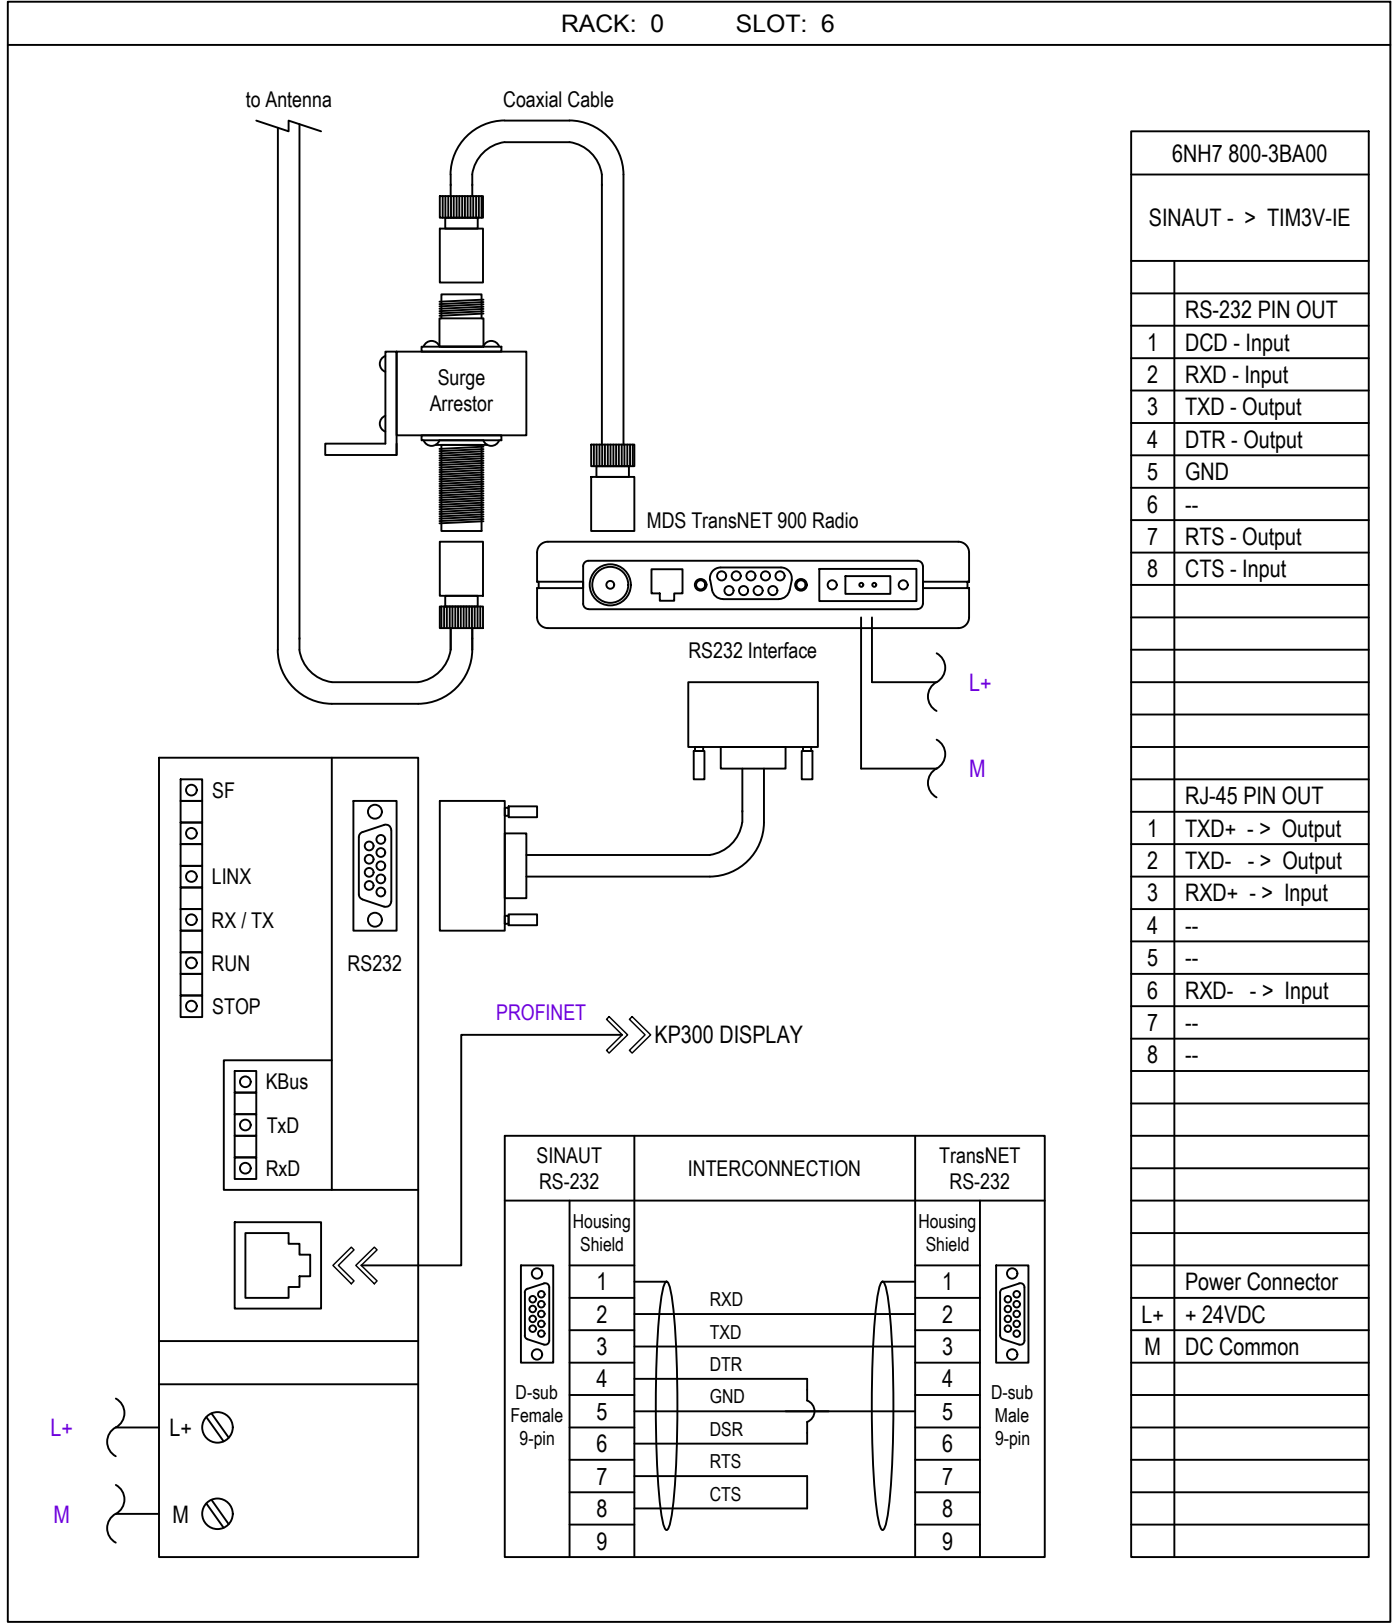 RACK: 0 SLOT: 6
to Antenna
Coaxial Cable
Surge
Arrestor
MDS TransNET 900 Radio
RS232 Interface
L+
M
SF
LINX
RX / TX
RUN
STOP
RS232
KBus
TxD
RxD
PROFINET
KP300 DISPLAY
L+ L+
M M
SINAUT
RS-232
INTERCONNECTION
TransNET
RS-232
Housing
Shield
Housing
Shield
1 1
2 RXD 2
3 TXD 3
4 DTR 4
5 GND 5
6 DSR 6
7 RTS 7
8 CTS 8
9 9
D-sub
Female
9-pin
D-sub
Male
9-pin
6NH7 800-3BA00
SINAUT - > TIM3V-IE
RS-232 PIN OUT
1 DCD - Input
2 RXD - Input
3 TXD - Output
4 DTR - Output
5 GND
6 --
7 RTS - Output
8 CTS - Input
RJ-45 PIN OUT
1 TXD+ - > Output
2 TXD- - > Output
3 RXD+ - > Input
4 --
5 --
6 RXD- - > Input
7 --
8 --
Power Connector
L+ + 24VDC
M DC Common